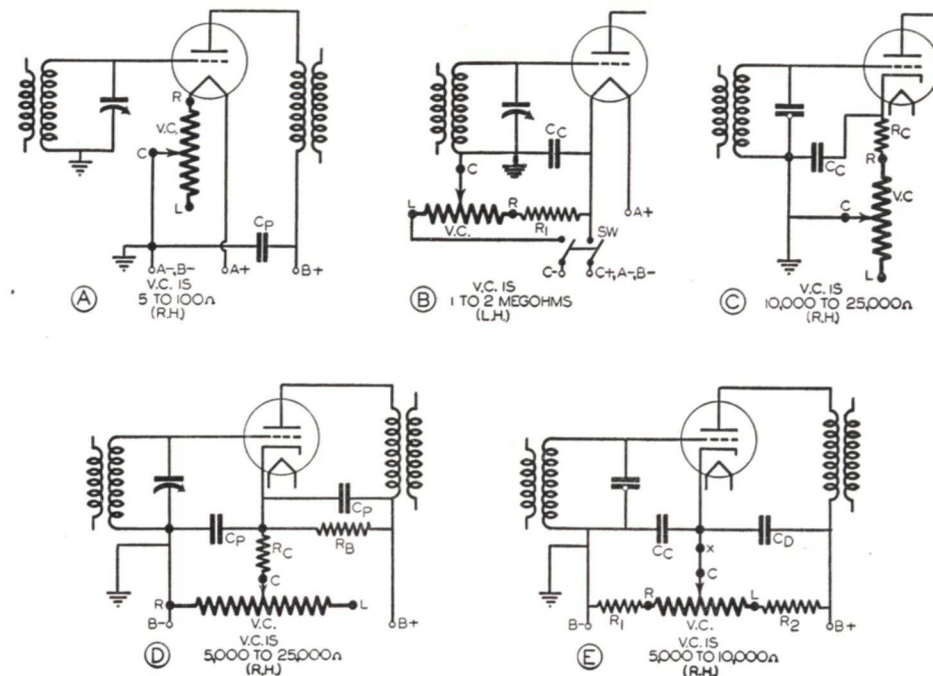 R
V.C.
C
L
CP
A-,B-
A+
B+
A
V.C. IS
5 TO 100Ω
(R.H.)
CC
C
L
R
V.C.
R1
A+
SW
C-
C+,A-,B-
B
V.C. IS
1 TO 2 MEGOHMS
(L.H.)
RC
CC
R
C
V.C
L
C
V.C. IS
10,000 TO 25,000Ω
(R.H.)
CP
CP
RC
RB
C
R
L
B-
V.C.
B+
D
V.C. IS
5,000 TO 25,000Ω
(R.H.)
CC
CD
X
C
R
L
B-
R1
V.C.
R2
B+
E
V.C. IS
5,000 TO 10,000Ω
(R.H.)